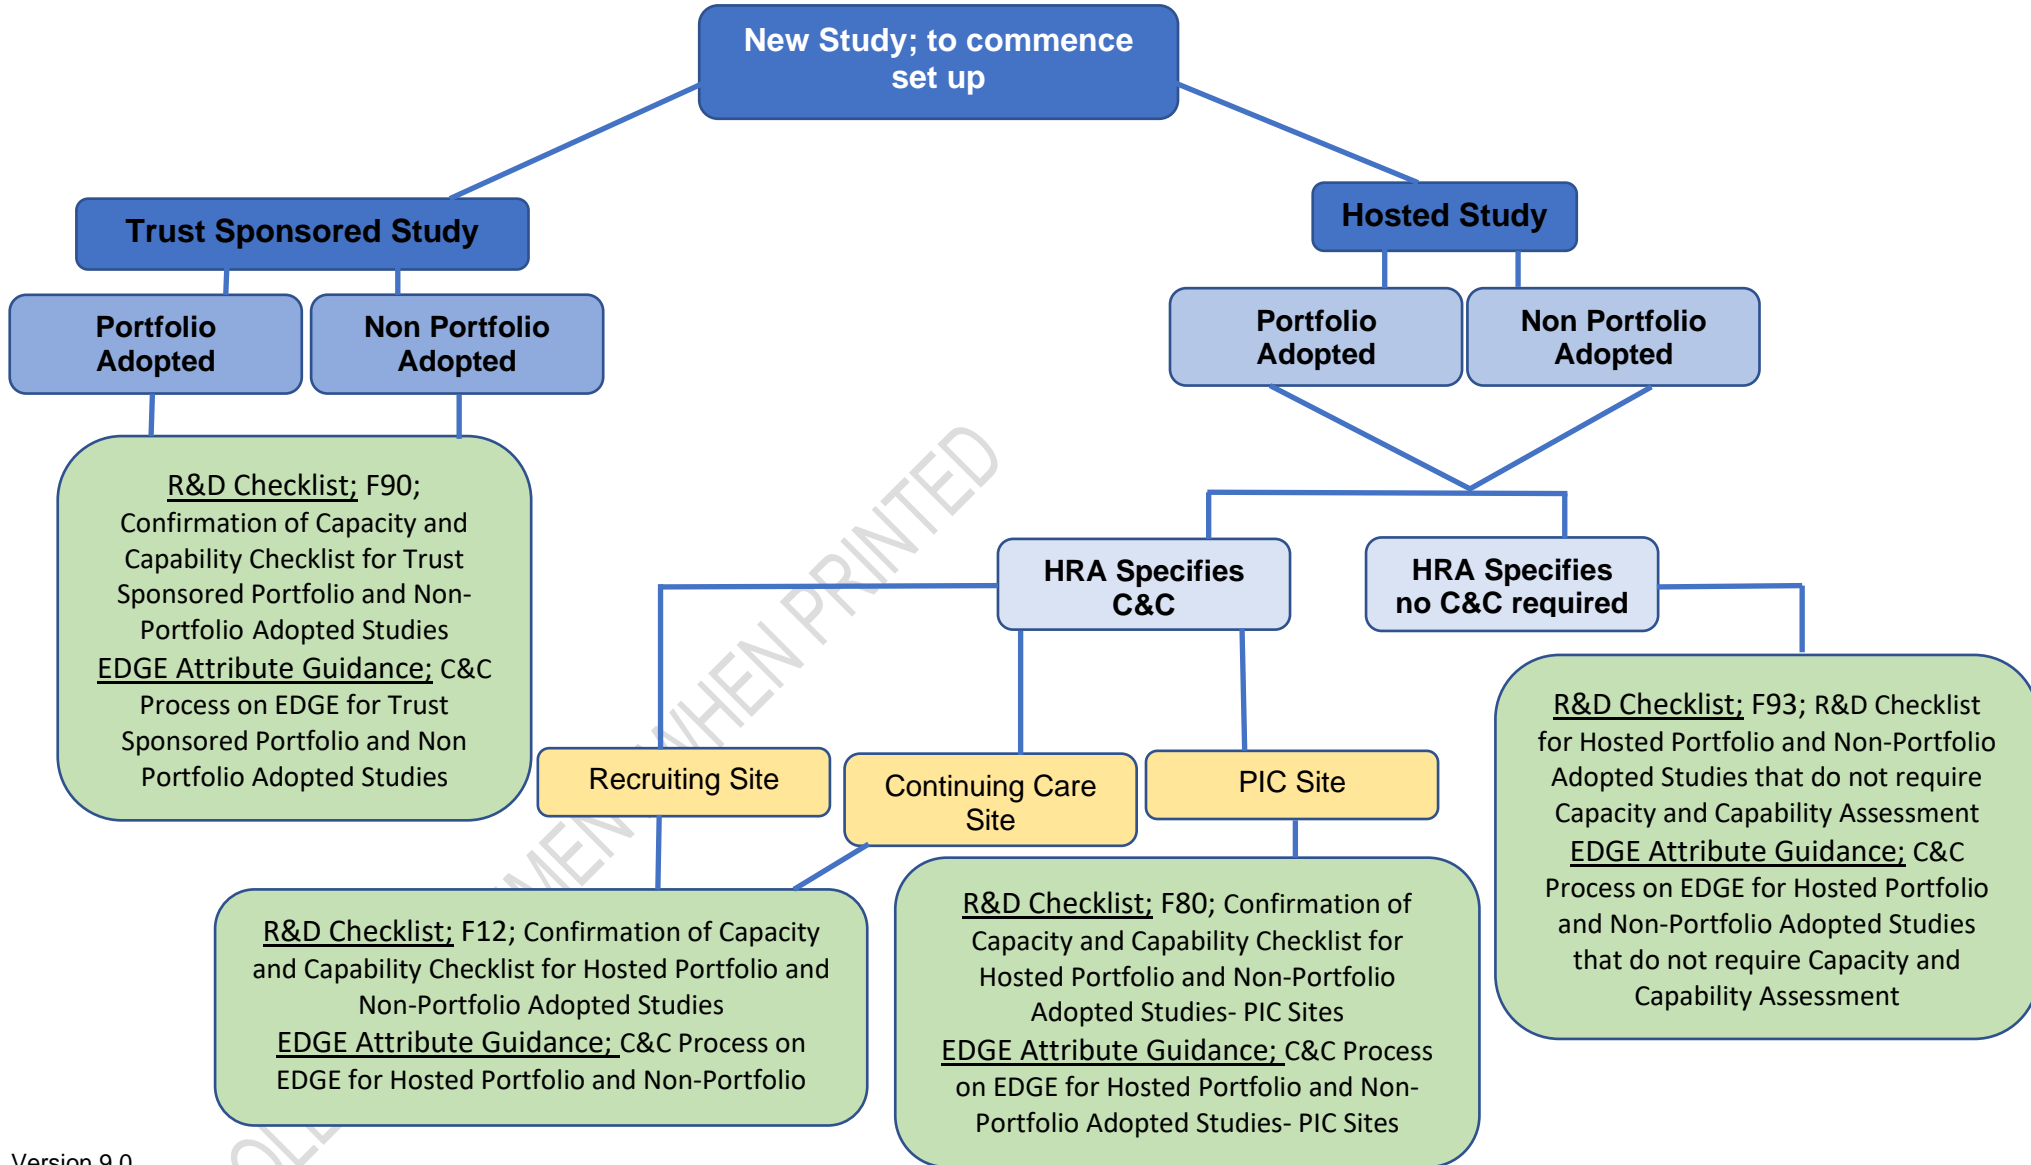 New Study; to commence
set up
Trust Sponsored Study
Hosted Study
Portfolio
Adopted
Non Portfolio
Adopted
Portfolio
Adopted
Non Portfolio
Adopted
R&D Checklist; F90;
Confirmation of Capacity and
Capability Checklist for Trust
Sponsored Portfolio and Non-
Portfolio Adopted Studies
EDGE Attribute Guidance; C&C
Process on EDGE for Trust
Sponsored Portfolio and Non
Portfolio Adopted Studies
HRA Specifies
C&C
HRA Specifies
no C&C required
Recruiting Site
Continuing Care
Site
PIC Site
R&D Checklist; F12; Confirmation of Capacity
and Capability Checklist for Hosted Portfolio and
Non-Portfolio Adopted Studies
EDGE Attribute Guidance; C&C Process on
EDGE for Hosted Portfolio and Non-Portfolio
R&D Checklist; F80; Confirmation of
Capacity and Capability Checklist for
Hosted Portfolio and Non-Portfolio
Adopted Studies- PIC Sites
EDGE Attribute Guidance; C&C Process
on EDGE for Hosted Portfolio and Non-
Portfolio Adopted Studies- PIC Sites
R&D Checklist; F93; R&D Checklist
for Hosted Portfolio and Non-Portfolio
Adopted Studies that do not require
Capacity and Capability Assessment
EDGE Attribute Guidance; C&C
Process on EDGE for Hosted Portfolio
and Non-Portfolio Adopted Studies
that do not require Capacity and
Capability Assessment
WHEN PRINTED
Version 9.0